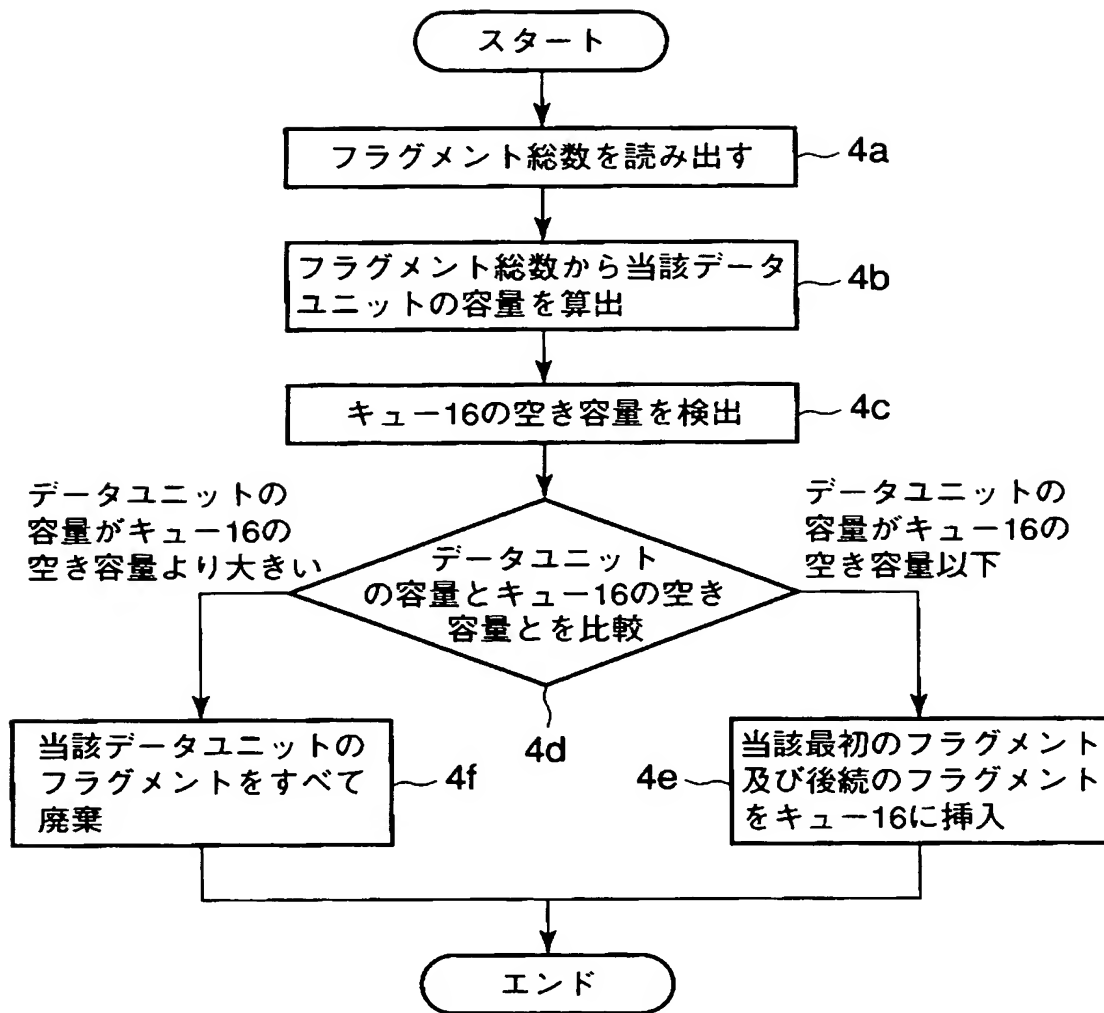 スタート
フラグメント総数を読み出す
4a
フラグメント総数から当該データ
ユニットの容量を算出
4b
キュー16の空き容量を検出
4c
データユニットの
容量がキュー16の
空き容量より大きい
データユニットの
容量がキュー16の
空き容量以下
データユニット
の容量とキュー16の空き
容量とを比較
4d
当該データユニットの
フラグメントをすべて
廃棄
4f
4e
当該最初のフラグメント
及び後続のフラグメント
をキュー16に挿入
エンド